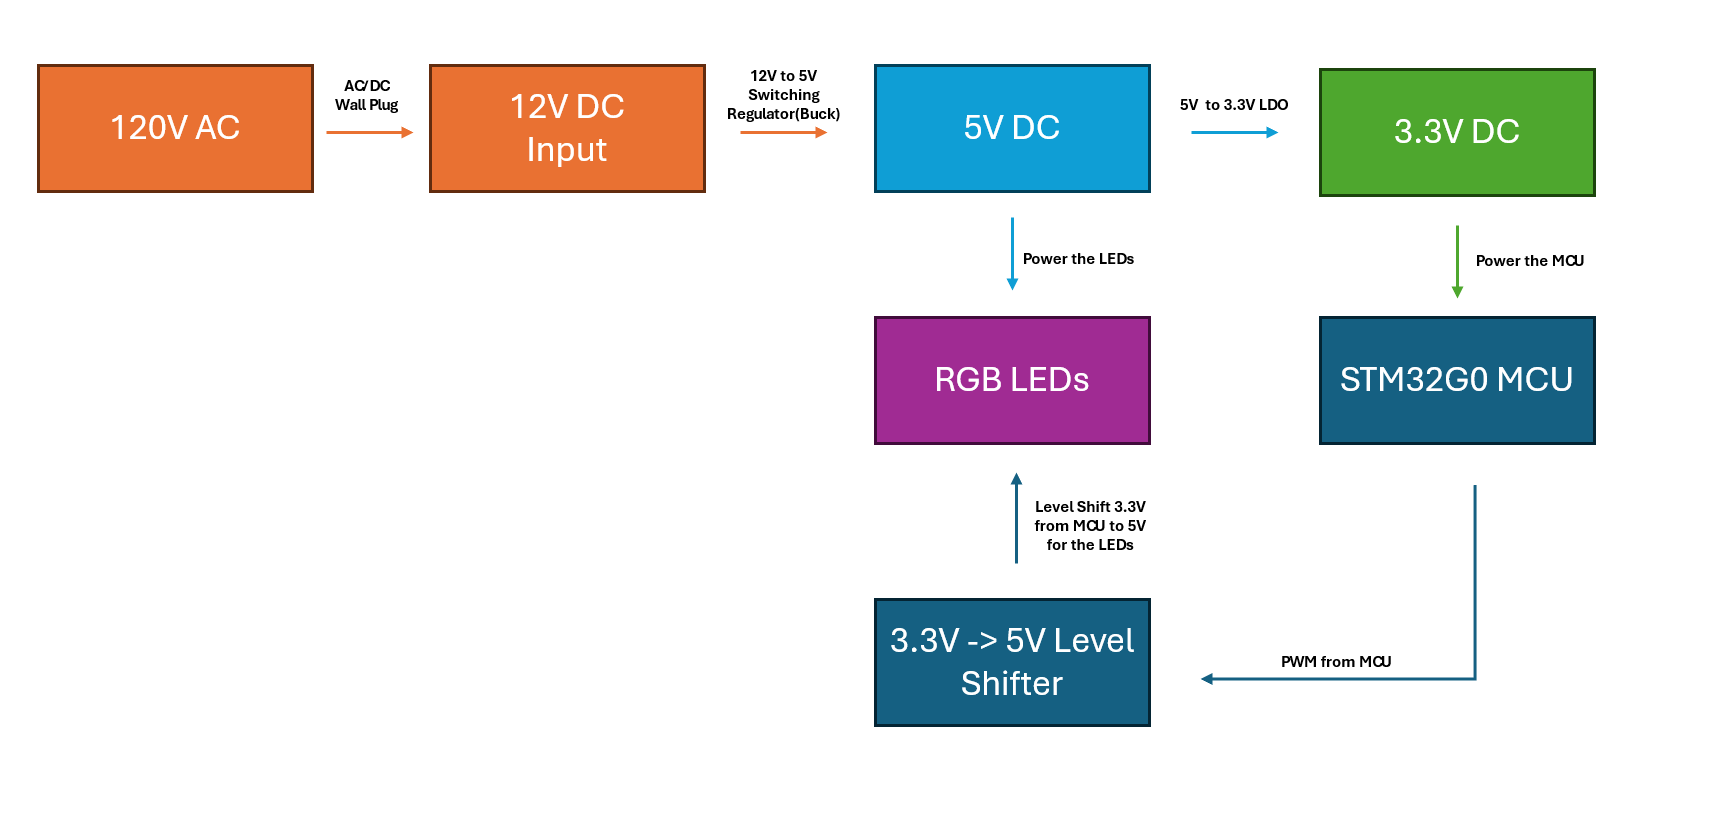 120V AC
AC/DC
Wall Plug
12V DC
Input
12V to 5V
Switching
Regulator(Buck)
5V DC
5V to 3.3V LDO
3.3V DC
Power the LEDs
Power the MCU
RGB LEDs
STM32G0 MCU
Level Shift 3.3V
from MCU to 5V
for the LEDs
3.3V -> 5V Level
Shifter
PWM from MCU